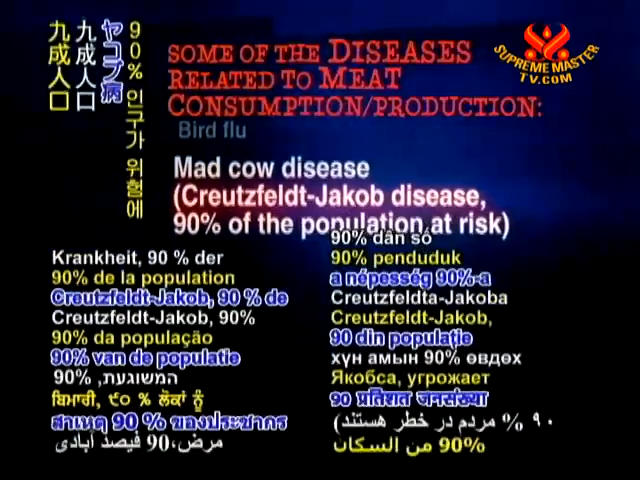 九成人口
九成人口
ヤコブ病
90% 인구가 위험에
SOME OF THE DISEASES
RELATED TO MEAT
CONSUMPTION/PRODUCTION:
SUPREME MASTER
TV.COM
Bird flu
Mad cow disease
(Creutzfeldt-Jakob disease,
90% of the population at risk)
Krankheit, 90 % der
90% de la population
Creutzfeldt-Jakob, 90 % de
Creutzfeldt-Jakob, 90%
90% da população
90% van de populatie
המשוגעת, 90%
ਬਿਮਾਰੀ, ੯੦ % ਲੋਕਾਂ ਨੂੰ
สาเหตุ 90 % ของประชากร
مرض،90 فیصد آبادی
90% dân số
90% penduduk
a népesség 90%-a
Creutzfeldta-Jakoba
Creutzfeldt-Jakob,
90 din populaţie
хүн амын 90% өвдөх
Якобса, угрожает
90 प्रतिशत जनसंख्या
۹۰ % مردم در خطر هستند)
90% من السكان